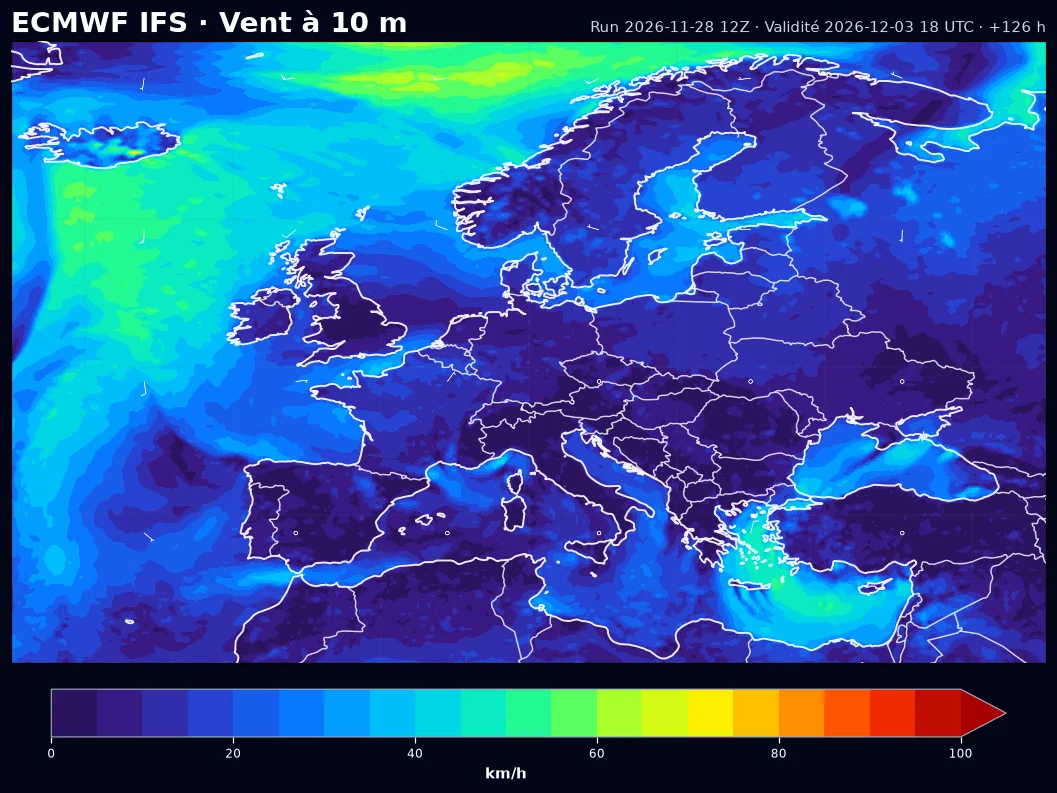 ECMWF IFS · Vent à 10 m
Run 2026-11-28 12Z · Validité 2026-12-03 18 UTC · +126 h
0 20 40 60 80 100
km/h